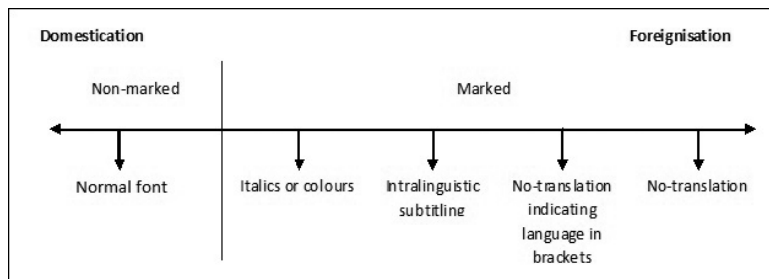 Domestication Foreignisation
Non-marked Marked
Normal font Italics or colours Intralinguistic No-translation No-translation
subtitling indicating
language in
brackets